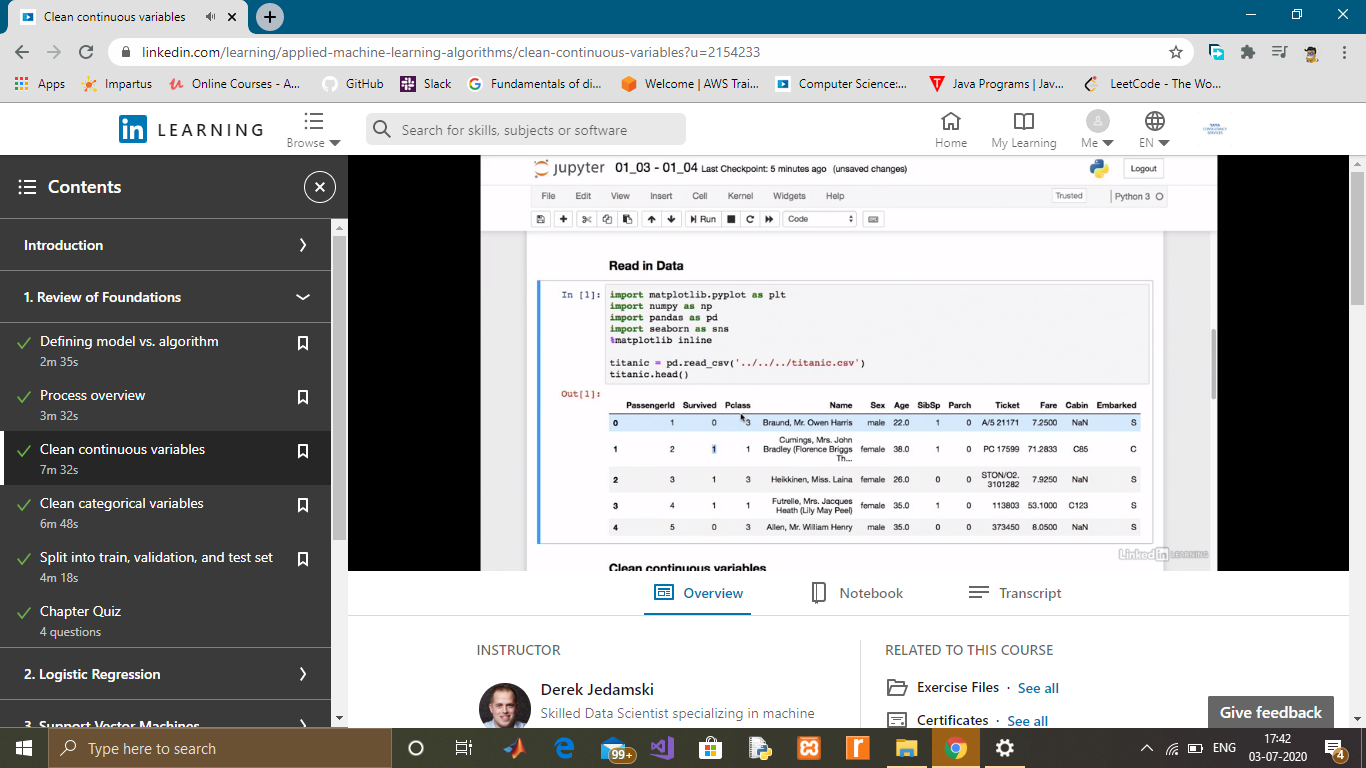 Clean continuous variables
linkedin.com/learning/applied-machine-learning-algorithms/clean-continuous-variables?u=2154233
Apps Impartus Online Courses - A... GitHub Slack Fundamentals of di... Welcome | AWS Trai... Computer Science:... Java Programs | Jav... LeetCode - The Wo...
in LEARNING
Browse
Search for skills, subjects or software
Home My Learning Me EN
TATA
CONSULTANCY
SERVICES
Contents
Introduction
1. Review of Foundations
Defining model vs. algorithm
2m 35s
Process overview
3m 32s
Clean continuous variables
7m 32s
Clean categorical variables
6m 48s
Split into train, validation, and test set
4m 18s
Chapter Quiz
4 questions
2. Logistic Regression
3. Support Vector Machines
jupyter 01_03 - 01_04 Last Checkpoint: 5 minutes ago (unsaved changes) Logout
File Edit View Insert Cell Kernel Widgets Help Trusted Python 3
Run Code
Read in Data
In [1]: import matplotlib.pyplot as plt
import numpy as np
import pandas as pd
import seaborn as sns
%matplotlib inline
titanic = pd.read_csv('../../../titanic.csv')
titanic.head()
Out[1]:
PassengerId Survived Pclass Name Sex Age SibSp Parch Ticket Fare Cabin Embarked
0 1 0 3 Braund, Mr. Owen Harris male 22.0 1 0 A/5 21171 7.2500 NaN S
1 2 1 1 Cumings, Mrs. John Bradley (Florence Briggs Th... female 38.0 1 0 PC 17599 71.2833 C85 C
2 3 1 3 Heikkinen, Miss. Laina female 26.0 0 0 STON/O2. 3101282 7.9250 NaN S
3 4 1 1 Futrelle, Mrs. Jacques Heath (Lily May Peel) female 35.0 1 0 113803 53.1000 C123 S
4 5 0 3 Allen, Mr. William Henry male 35.0 0 0 373450 8.0500 NaN S
Linked in LEARNING
Clean continuous variables
Overview Notebook Transcript
INSTRUCTOR
Derek Jedamski
Skilled Data Scientist specializing in machine
RELATED TO THIS COURSE
Exercise Files · See all
Certificates · See all
Give feedback
Type here to search
99+
ENG
17:42
03-07-2020
4